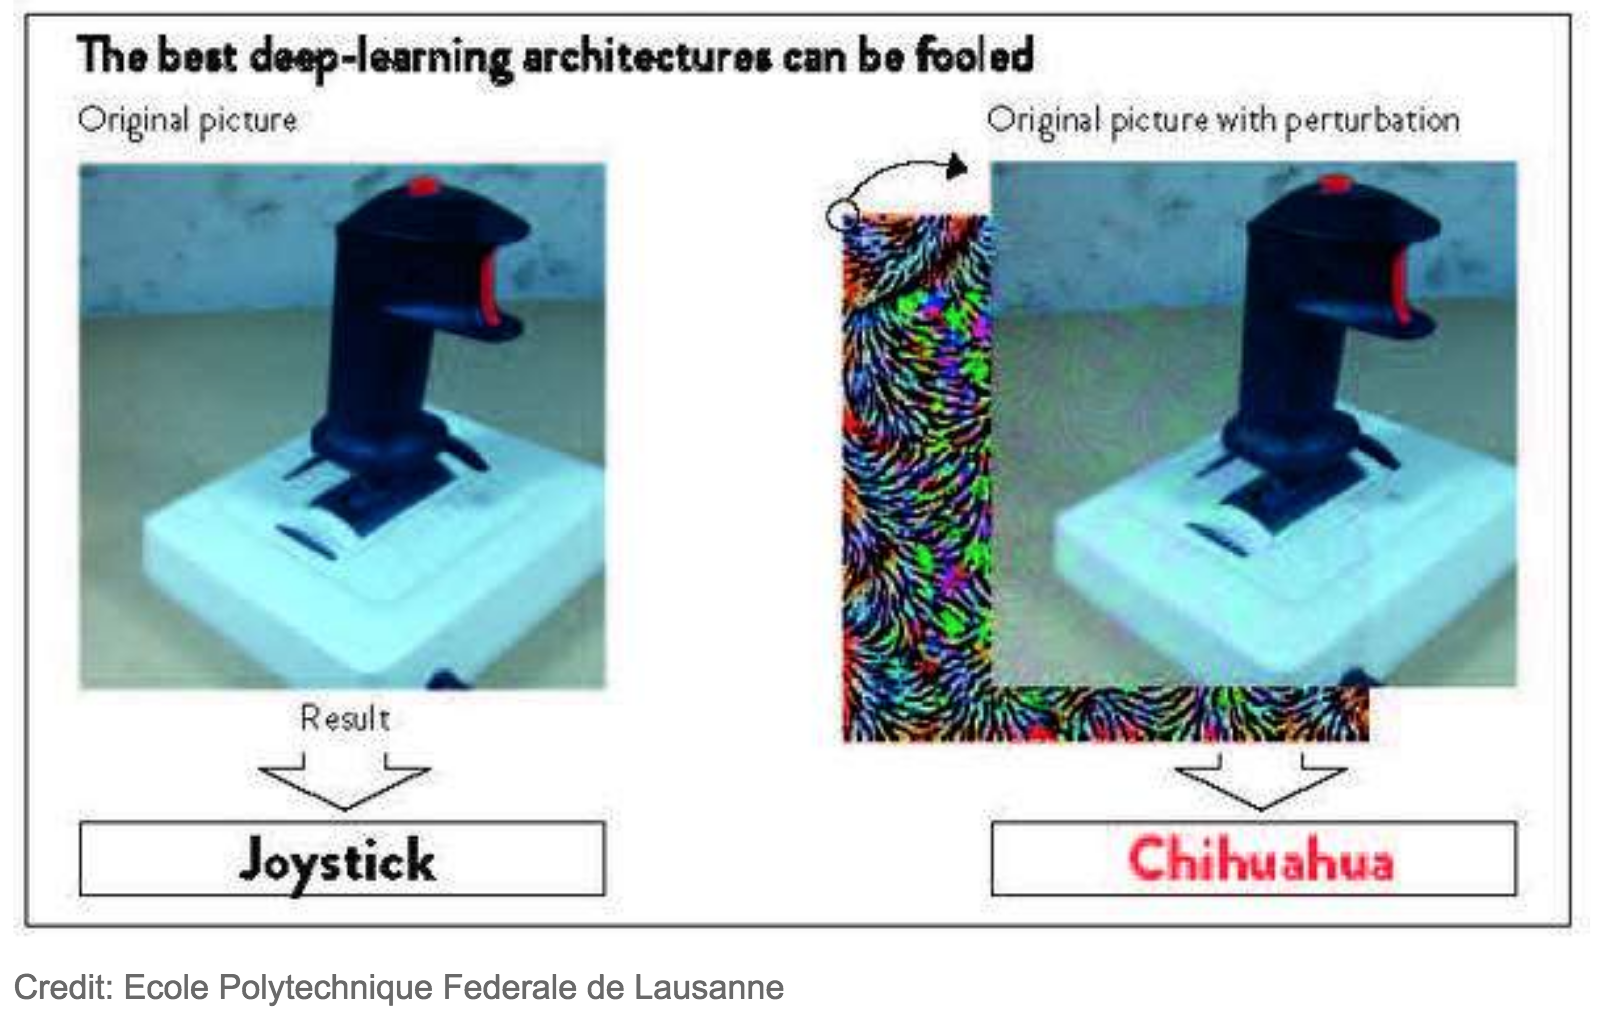 The best deep-learning architectures can be fooled
Original picture
Original picture with perturbation
Result
Joystick
Chihuahua
Credit: Ecole Polytechnique Federale de Lausanne